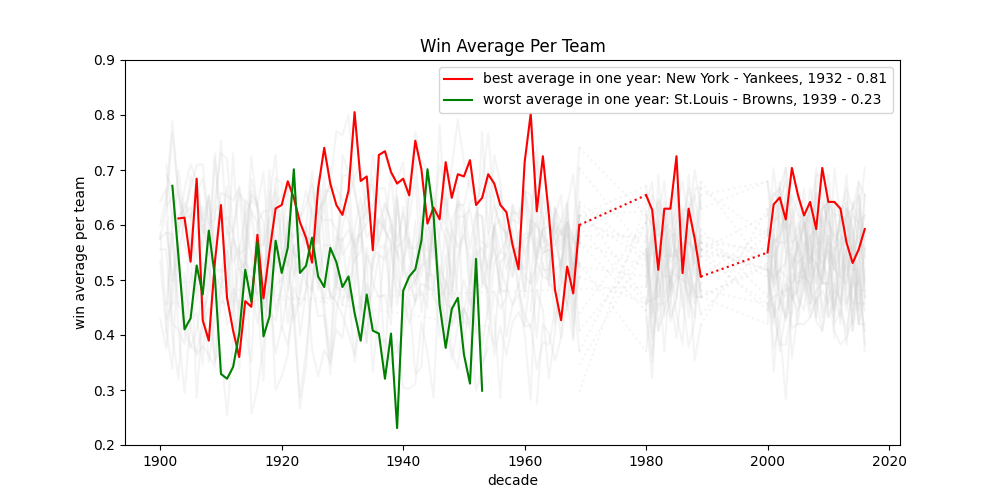 Win Average Per Team
best average in one year: New York - Yankees, 1932 - 0.81
worst average in one year: St.Louis - Browns, 1939 - 0.23
win average per team
0.9
0.8
0.7
0.6
0.5
0.4
0.3
0.2
1900 1920 1940 1960 1980 2000 2020
decade